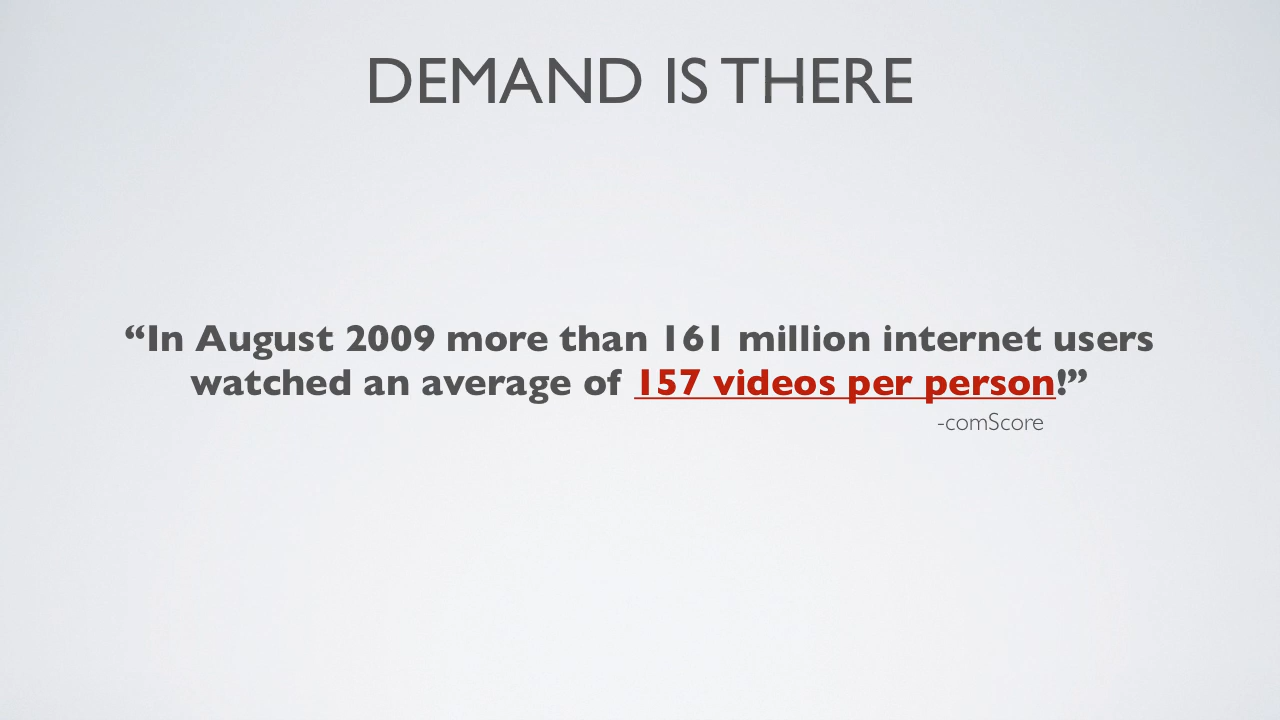 DEMAND IS THERE
“In August 2009 more than 161 million internet users
watched an average of 157 videos per person!”
-comScore